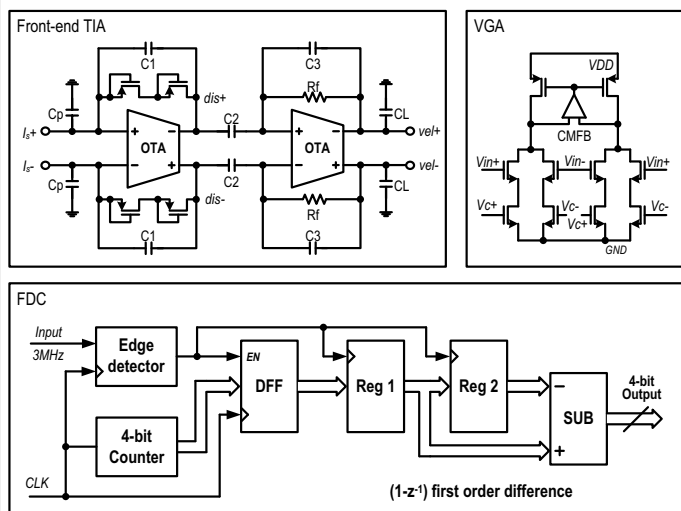 Front-end TIA
C1
dis+
Cp
Is+
+
−
OTA
−
+
Is-
Cp
dis-
C1
C2
C2
C3
Rf
+
−
OTA
−
+
CL
vel+
vel-
CL
Rf
C3
VGA
VDD
CMFB
Vin+
Vin-
Vin+
Vc+
Vc-
Vc+
Vc-
GND
FDC
Input
3MHz
Edge
detector
EN
DFF
Reg 1
Reg 2
−
+
SUB
4-bit
Output
4-bit
Counter
CLK
(1-z-1) first order difference